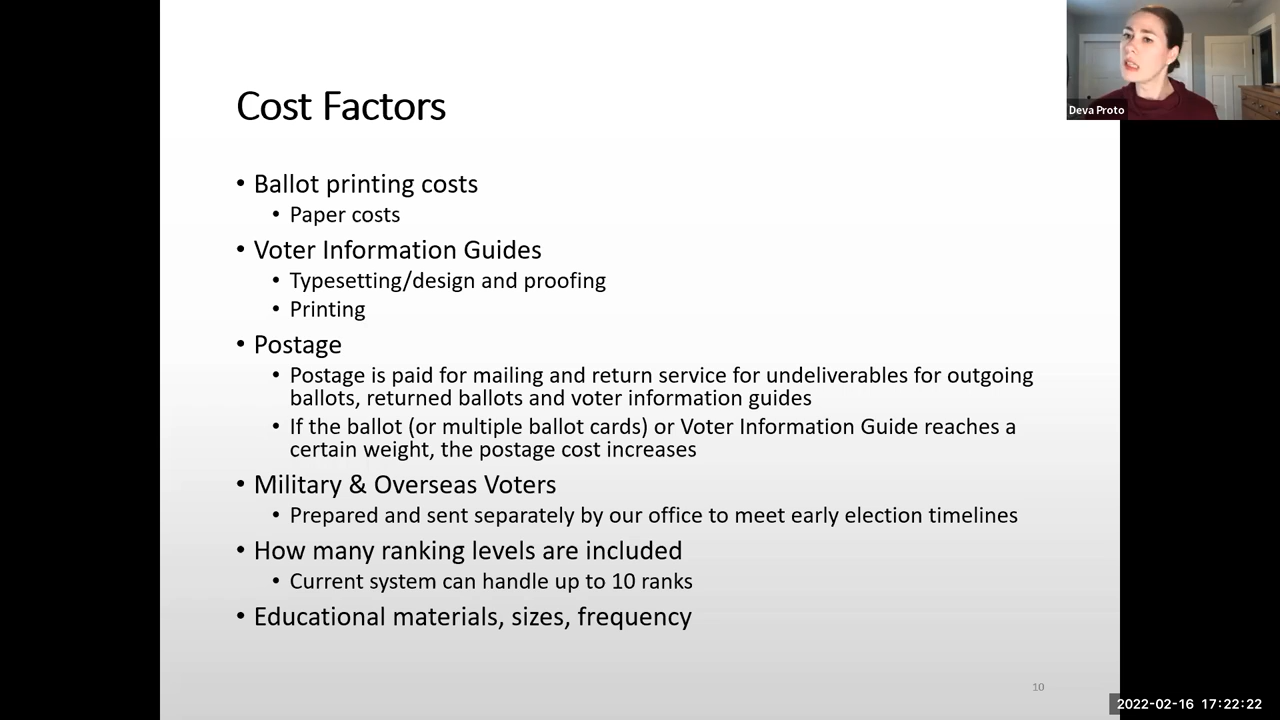 Cost Factors
• Ballot printing costs
• Paper costs
• Voter Information Guides
• Typesetting/design and proofing
• Printing
• Postage
• Postage is paid for mailing and return service for undeliverables for outgoing
ballots, returned ballots and voter information guides
• If the ballot (or multiple ballot cards) or Voter Information Guide reaches a
certain weight, the postage cost increases
• Military & Overseas Voters
• Prepared and sent separately by our office to meet early election timelines
• How many ranking levels are included
• Current system can handle up to 10 ranks
• Educational materials, sizes, frequency
10
Deva Proto
2022-02-16 17:22:22